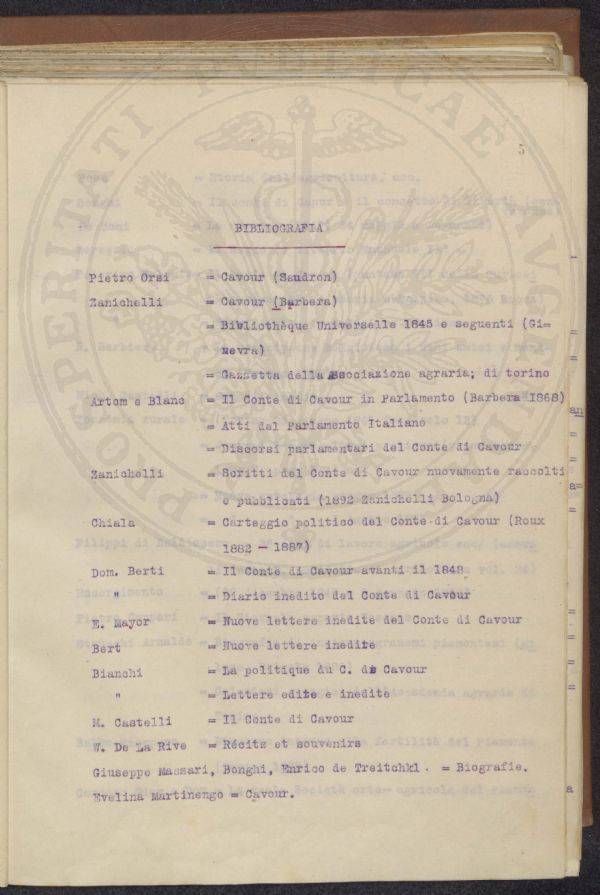 PROSPERITATI PUBLICAE AUGENDAE
5
BIBLIOGRAFIA
Pietro Orsi = Cavour (Saudron)
Zanichelli = Cavour (Barbera)
= Bibliothèque Universelle 1845 e seguenti (Gi=
nevra)
= Gazzetta della Associazione agraria; di torino
Artom e Blanc = Il Conte di Cavour in Parlamento (Barbera 1868)
= Atti del Parlamento Italiano
= Discorsi parlamentari del Conte di Cavour
Zanichelli = Scritti del Conte di Cavour nuovamente raccolti
e pubblicati (1892 Zanichelli Bologna)
Chiala = Carteggio politico del Conte di Cavour (Roux
1882 - 1887)
Dom. Berti = Il Conte di Cavour avanti il 1848
" = Diario inedito del Conte di Cavour
E. Mayor = Nuove lettere inedite del Conte di Cavour
Bert = Nuove lettere inedite
Bianchi = La politique du C. de Cavour
" = Lettere edite e inedite
M. Castelli = Il Conte di Cavour
W. De La Rive = Récits et souvenirs
Giuseppe Massari, Bonghi, Enrico de Treitchkl . = Biografie.
Evelina Martinengo = Cavour.